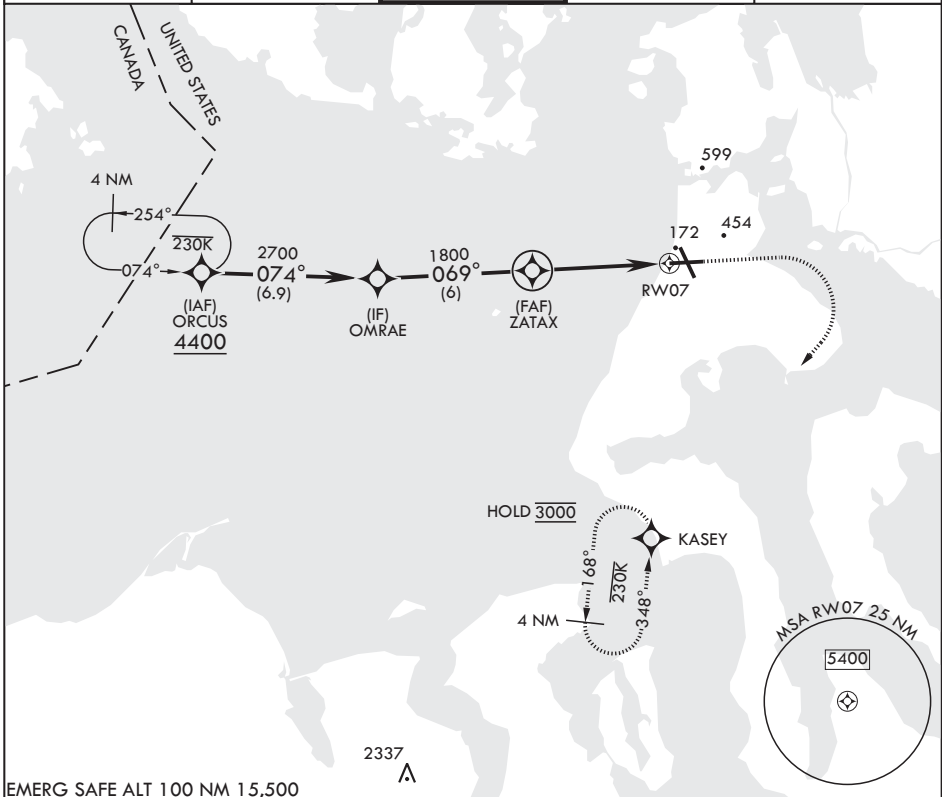 UNITED STATES
CANADA
599
4 NM
454
254°
172
230K
2700
1800
074°
074°
069°
(6.9)
(6)
RW07
(IAF)
ORCUS
4400
(IF)
OMRAE
(FAF)
ZATAX
HOLD 3000
KASEY
168°
230K
348°
4 NM
MSA RW07 25 NM
5400
2337
EMERG SAFE ALT 100 NM 15,500